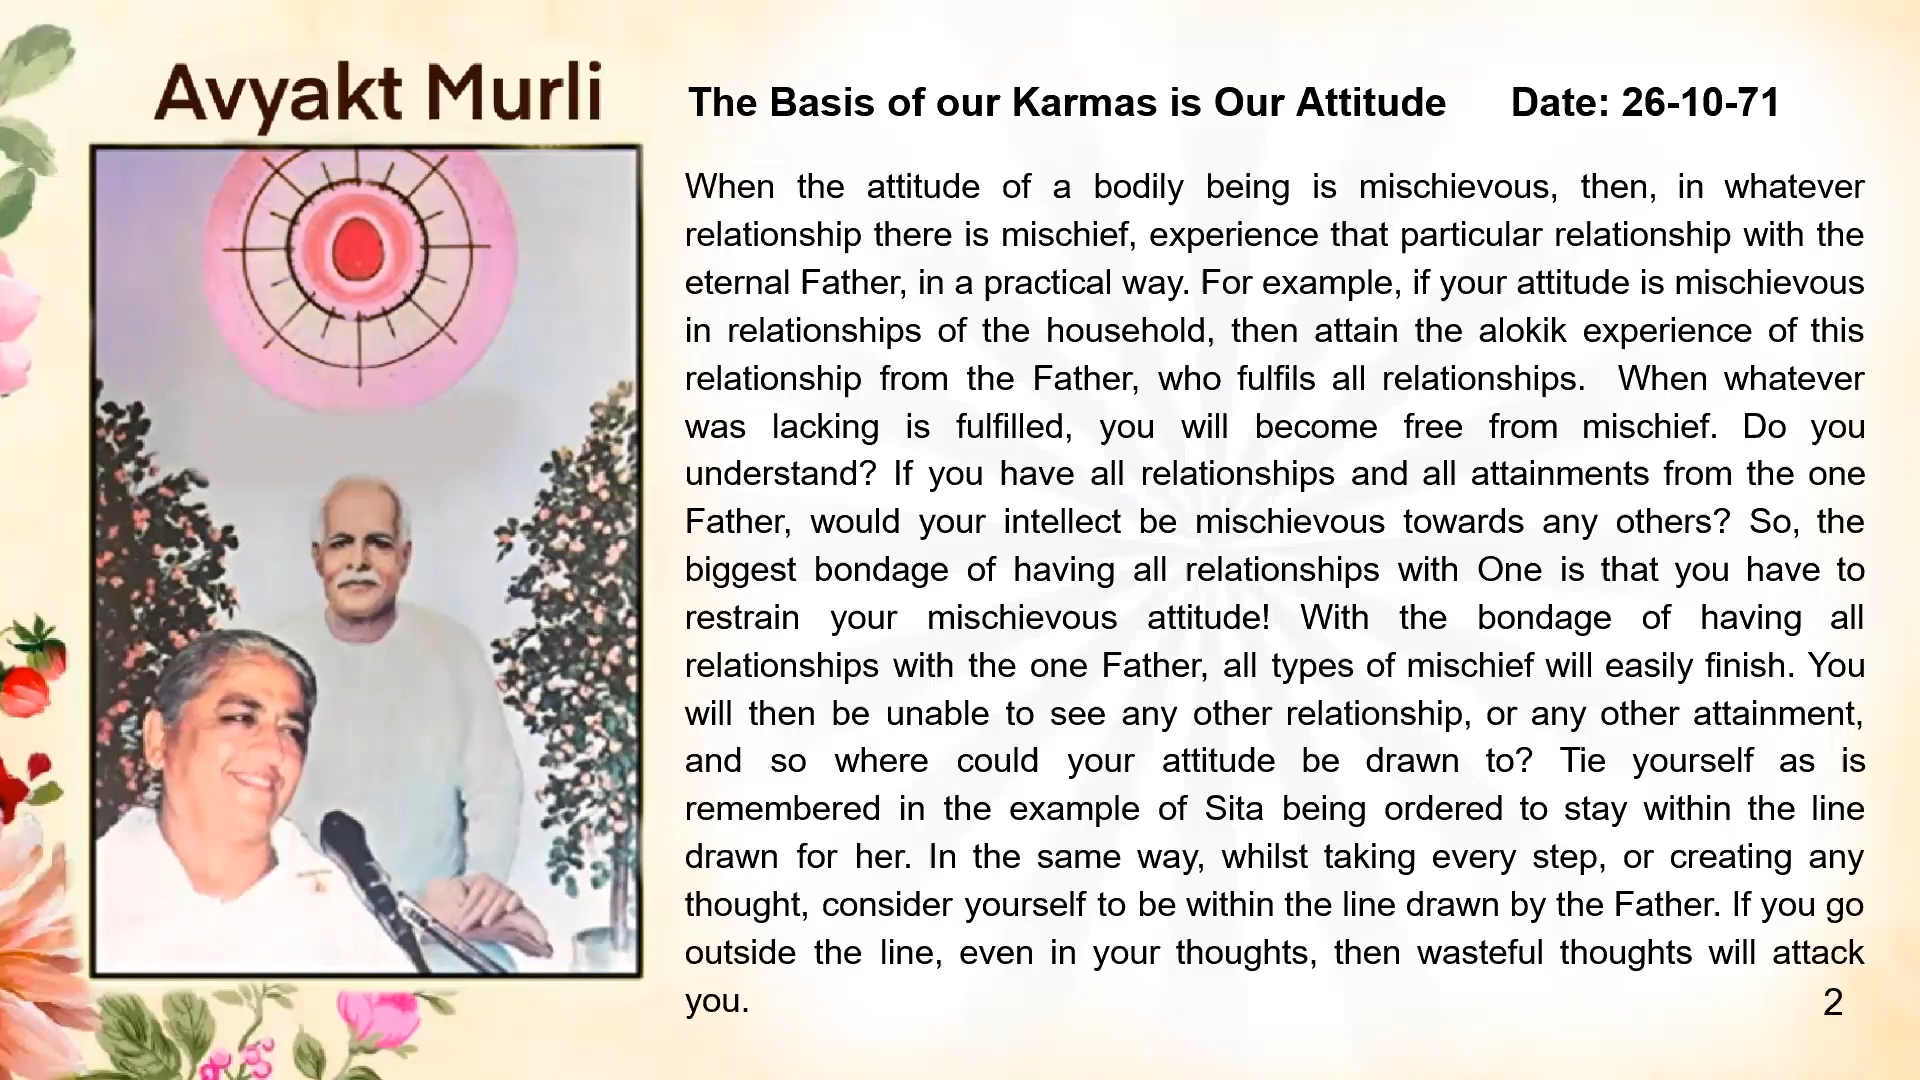 Avyakt Murli
The Basis of our Karmas is Our Attitude Date: 26-10-71
When the attitude of a bodily being is mischievous, then, in whatever
relationship there is mischief, experience that particular relationship with the
eternal Father, in a practical way. For example, if your attitude is mischievous
in relationships of the household, then attain the alokik experience of this
relationship from the Father, who fulfils all relationships. When whatever
was lacking is fulfilled, you will become free from mischief. Do you
understand? If you have all relationships and all attainments from the one
Father, would your intellect be mischievous towards any others? So, the
biggest bondage of having all relationships with One is that you have to
restrain your mischievous attitude! With the bondage of having all
relationships with the one Father, all types of mischief will easily finish. You
will then be unable to see any other relationship, or any other attainment,
and so where could your attitude be drawn to? Tie yourself as is
remembered in the example of Sita being ordered to stay within the line
drawn for her. In the same way, whilst taking every step, or creating any
thought, consider yourself to be within the line drawn by the Father. If you go
outside the line, even in your thoughts, then wasteful thoughts will attack
you.
2